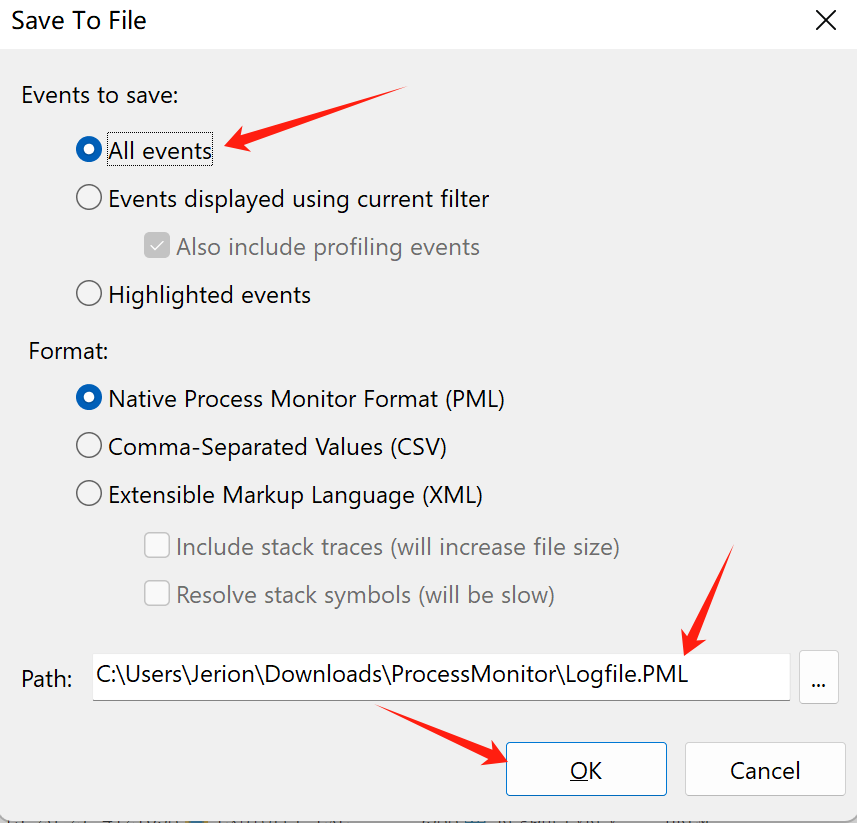 Save To File
Events to save:
All events
Events displayed using current filter
Also include profiling events
Highlighted events
Format:
Native Process Monitor Format (PML)
Comma-Separated Values (CSV)
Extensible Markup Language (XML)
Include stack traces (will increase file size)
Resolve stack symbols (will be slow)
Path: C:\Users\Jerion\Downloads\ProcessMonitor\Logfile.PML ...
OK Cancel